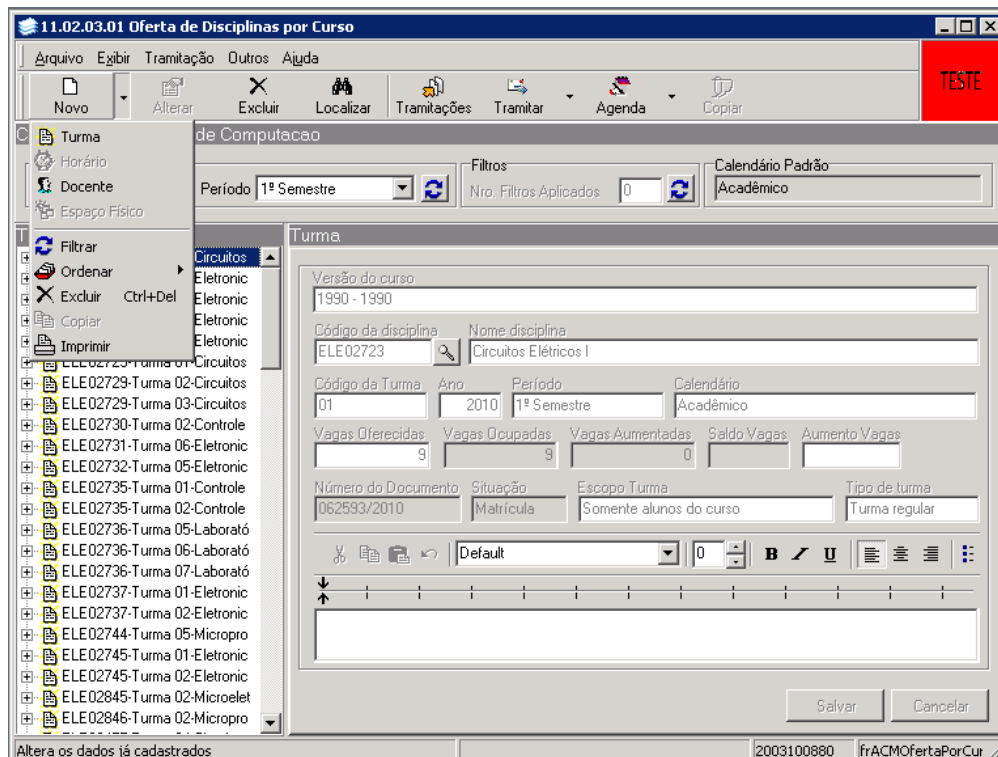 11.02.03.01 Oferta de Disciplinas por Curso
Arquivo Exibir Tramitação Outros Ajuda
Novo Alterar Excluir Localizar Tramitações Tramitar Agenda Copiar
TESTE
C de Computacao
Turma
Horário
Docente
Espaço Físico
Filtrar
Ordenar
Excluir Ctrl+Del
Copiar
Imprimir
Período 1º Semestre
Filtros
Nro. Filtros Aplicados 0
Calendário Padrão
Acadêmico
T
Circuitos
Eletronic
Eletronic
Eletronic
Eletronic
ELE02729-Turma 02-Circuitos
ELE02729-Turma 03-Circuitos
ELE02730-Turma 02-Controle
ELE02731-Turma 06-Eletronic
ELE02732-Turma 05-Eletronic
ELE02735-Turma 01-Controle
ELE02735-Turma 02-Controle
ELE02736-Turma 05-Laborató
ELE02736-Turma 06-Laborató
ELE02736-Turma 07-Laborató
ELE02737-Turma 01-Eletronic
ELE02737-Turma 02-Eletronic
ELE02744-Turma 05-Micropro
ELE02745-Turma 01-Eletronic
ELE02745-Turma 02-Eletronic
ELE02845-Turma 02-Microelet
ELE02846-Turma 02-Micropro
Turma
Versão do curso
1990 - 1990
Código da disciplina Nome disciplina
ELE02723 Circuitos Elétricos I
Código da Turma Ano Período Calendário
01 2010 1º Semestre Acadêmico
Vagas Oferecidas Vagas Ocupadas Vagas Aumentadas Saldo Vagas Aumento Vagas
9 9 0
Número do Documento Situação Escopo Turma Tipo de turma
062593/2010 Matrícula Somente alunos do curso Turma regular
Default 0 B I U
Salvar Cancelar
Altera os dados já cadastrados 2003100880 frACMOfertaPorCur